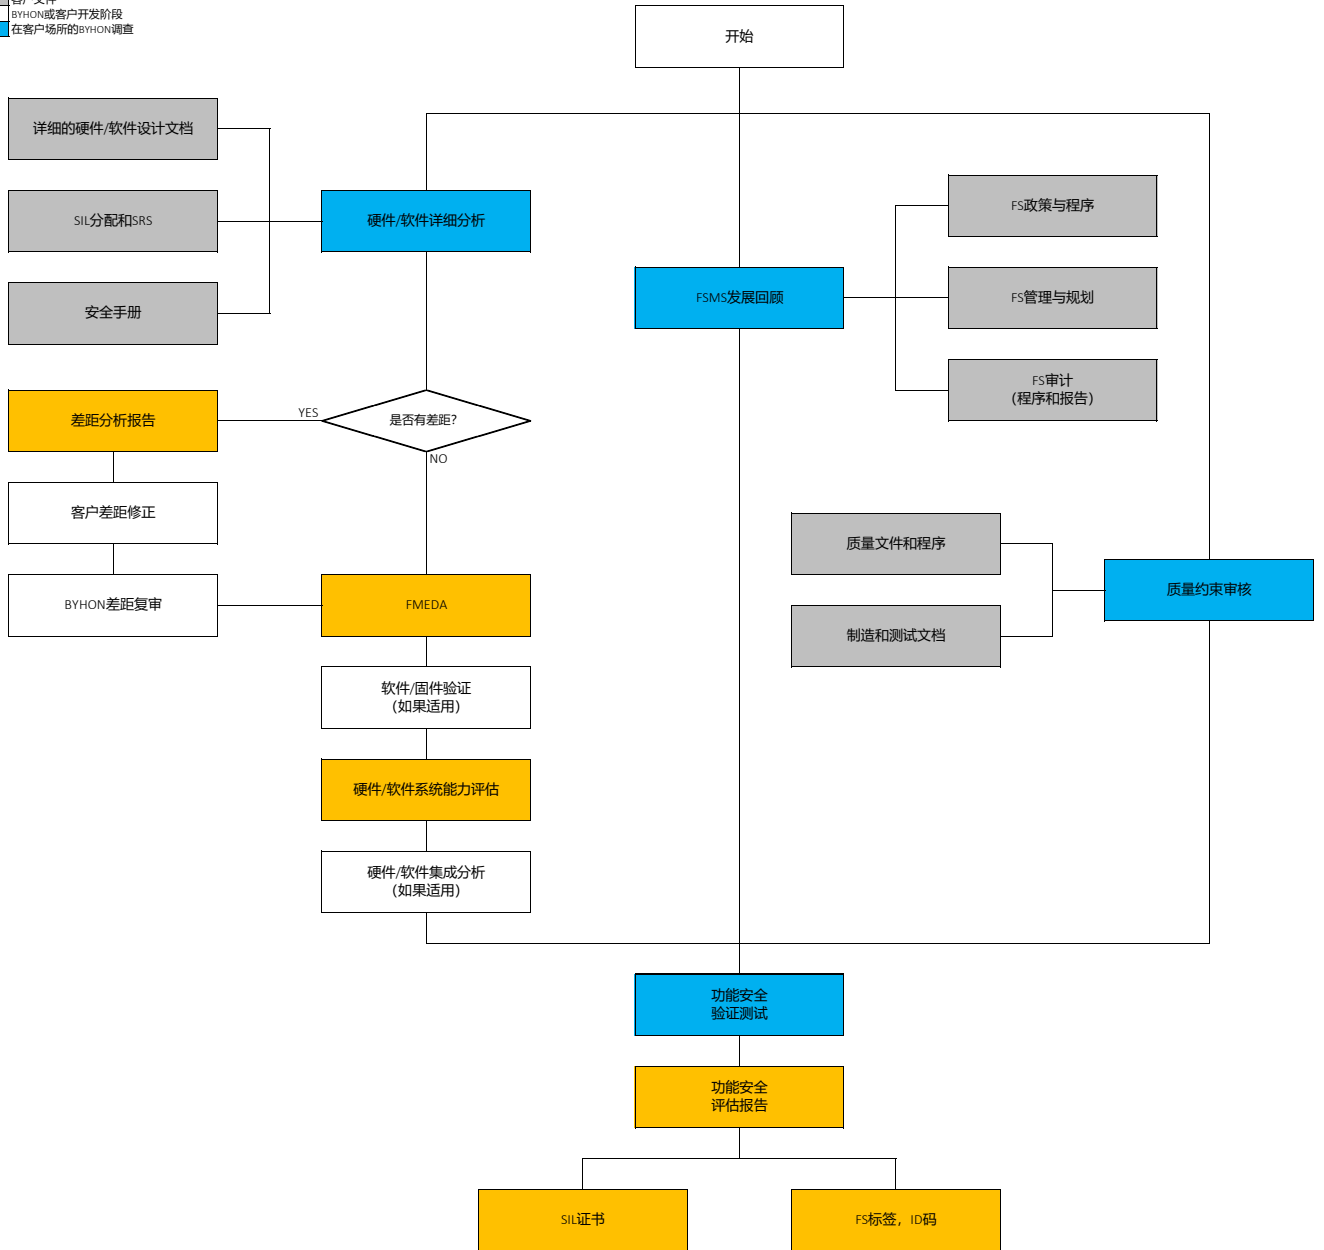 BYHON或客户开发阶段
在客户场所的BYHON调查
开始
详细的硬件/软件设计文档
SIL分配和SRS
安全手册
硬件/软件详细分析
FSMS发展回顾
FS政策与程序
FS管理与规划
FS审计
(程序和报告)
差距分析报告
YES
是否有差距?
NO
客户差距修正
BYHON差距复审
FMEDA
质量文件和程序
制造和测试文档
质量约束审核
软件/固件验证
(如果适用)
硬件/软件系统能力评估
硬件/软件集成分析
(如果适用)
功能安全
验证测试
功能安全
评估报告
SIL证书
FS标签，ID码